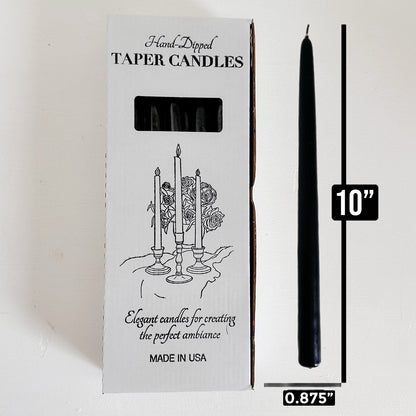 Hand-Dipped
TAPER CANDLES
Elegant candles for creating
the perfect ambiance
MADE IN USA
10"
0.875"